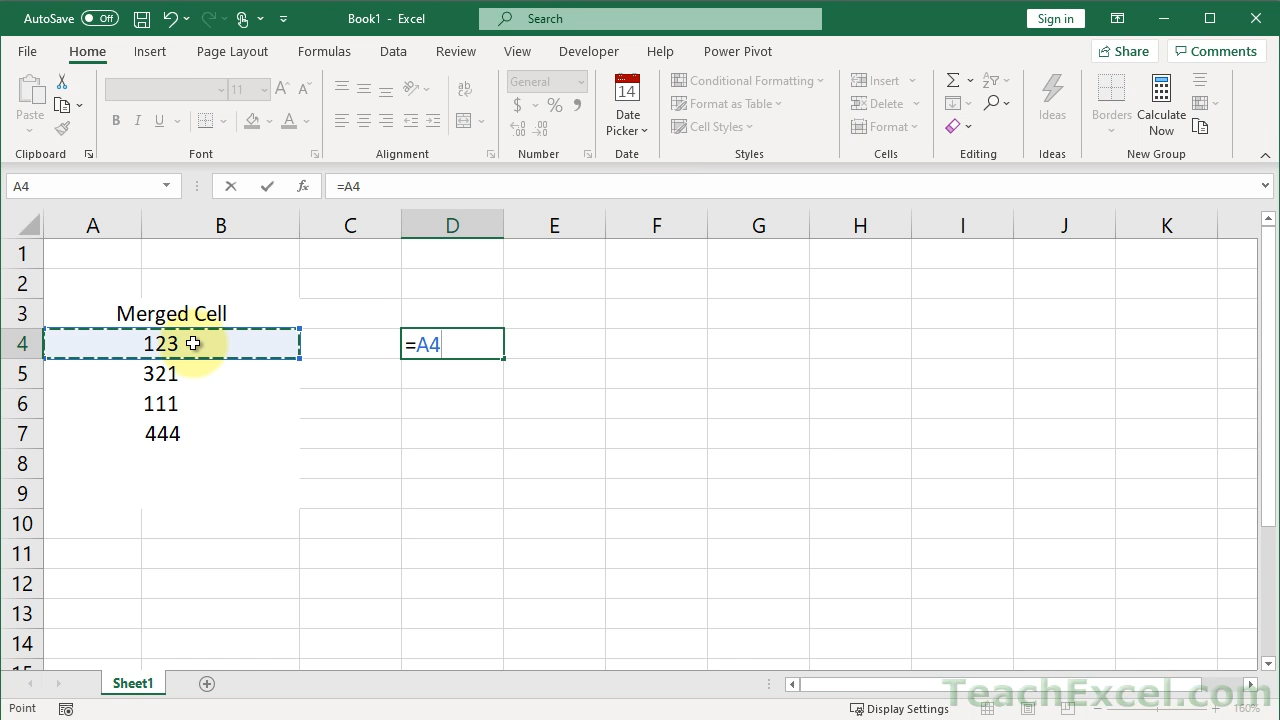 AutoSave Off Book1 - Excel Search Sign in
File Home Insert Page Layout Formulas Data Review View Developer Help Power Pivot Share Comments
11 General
14
Paste
B I U A $ % 9
Conditional Formatting
Format as Table
Cell Styles
Date
Picker
Insert
Delete
Format
Ideas
Borders
Calculate
Now
Clipboard Font Alignment Number Date Styles Cells Editing Ideas New Group
A4 fx =A4
A B C D E F G H I J K
1
2
3 Merged Cell
4 123 =A4
5 321
6 111
7 444
8
9
10
11
12
13
14
15
Sheet1
TeachExcel.com
Point Display Settings 160%